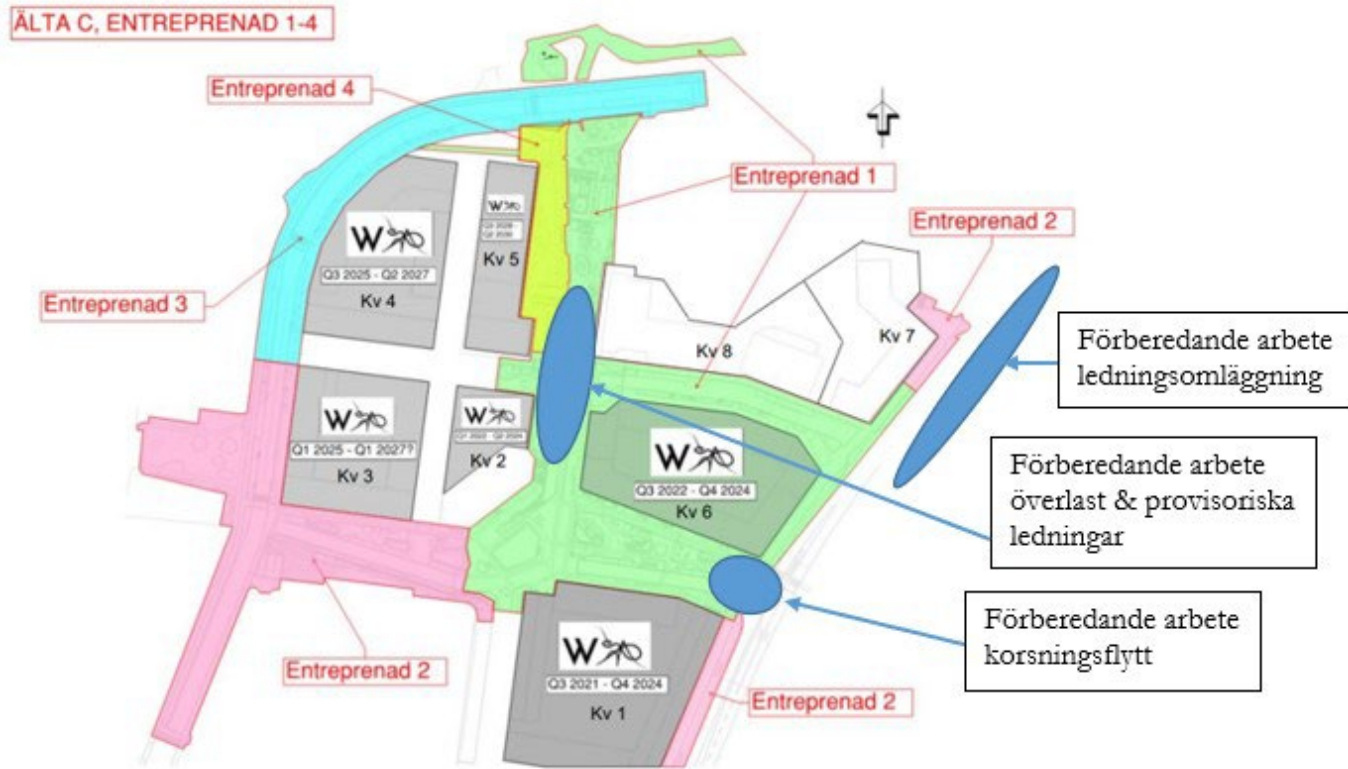 ÄLTA C, ENTREPRENAD 1-4
Entreprenad 4
Entreprenad 1
Entreprenad 2
Entreprenad 3
W
Q3 2025 - Q2 2027
Kv 4
W
Kv 5
Kv 8
Kv 7
W
Q1 2025 - Q1 2027?
Kv 3
W
Kv 2
W
Q3 2022 - Q4 2024
Kv 6
W
Q3 2021 - Q4 2024
Kv 1
Entreprenad 2
Entreprenad 2
Förberedande arbete
ledningsomläggning
Förberedande arbete
överlast & provisoriska
ledningar
Förberedande arbete
korsningsflytt